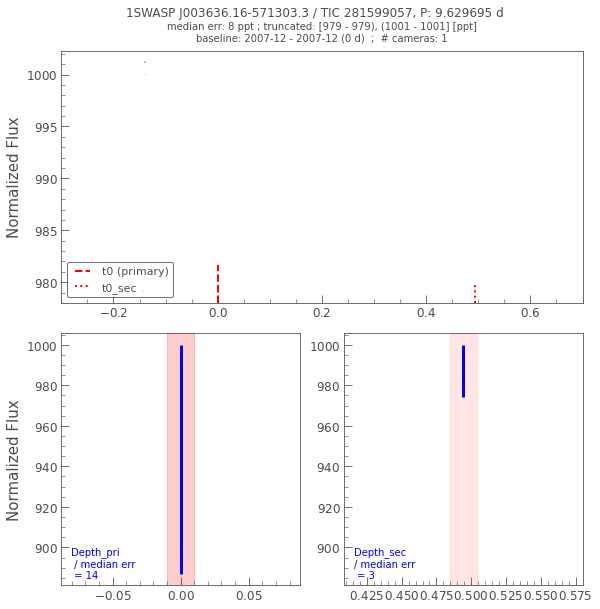 1SWASP J003636.16-571303.3 / TIC 281599057, P: 9.629695 d
median err: 8 ppt ; truncated: [979 - 979), (1001 - 1001] [ppt]
baseline: 2007-12 - 2007-12 (0 d)  ;  # cameras: 1
Normalized Flux
1000
995
990
985
980
t0 (primary)
t0_sec
−0.2 0.0 0.2 0.4 0.6
Normalized Flux
1000
980
960
940
920
900
Depth_pri
/ median err
= 14
−0.05 0.00 0.05
1000
980
960
940
920
900
Depth_sec
/ median err
= 3
0.425 0.450 0.475 0.500 0.525 0.550 0.575